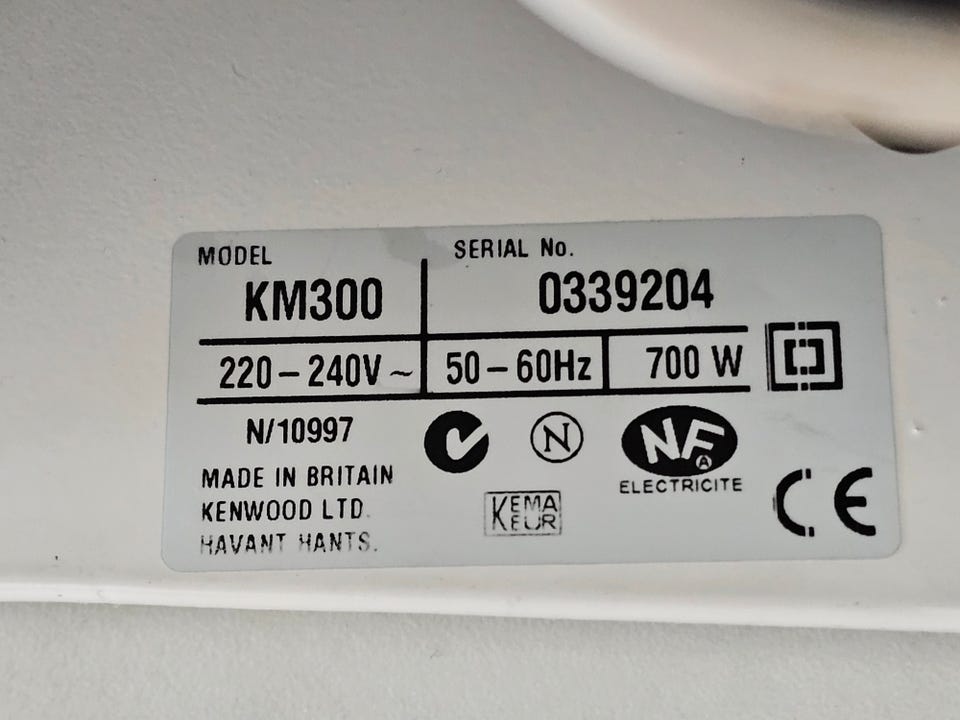 MODEL
SERIAL No.
KM300
0339204
220 – 240V ~
50 – 60Hz
700 W
N/10997
N
NF
A
ELECTRICITE
MADE IN BRITAIN
KENWOOD LTD.
HAVANT HANTS.
KEMA
KEUR
CE